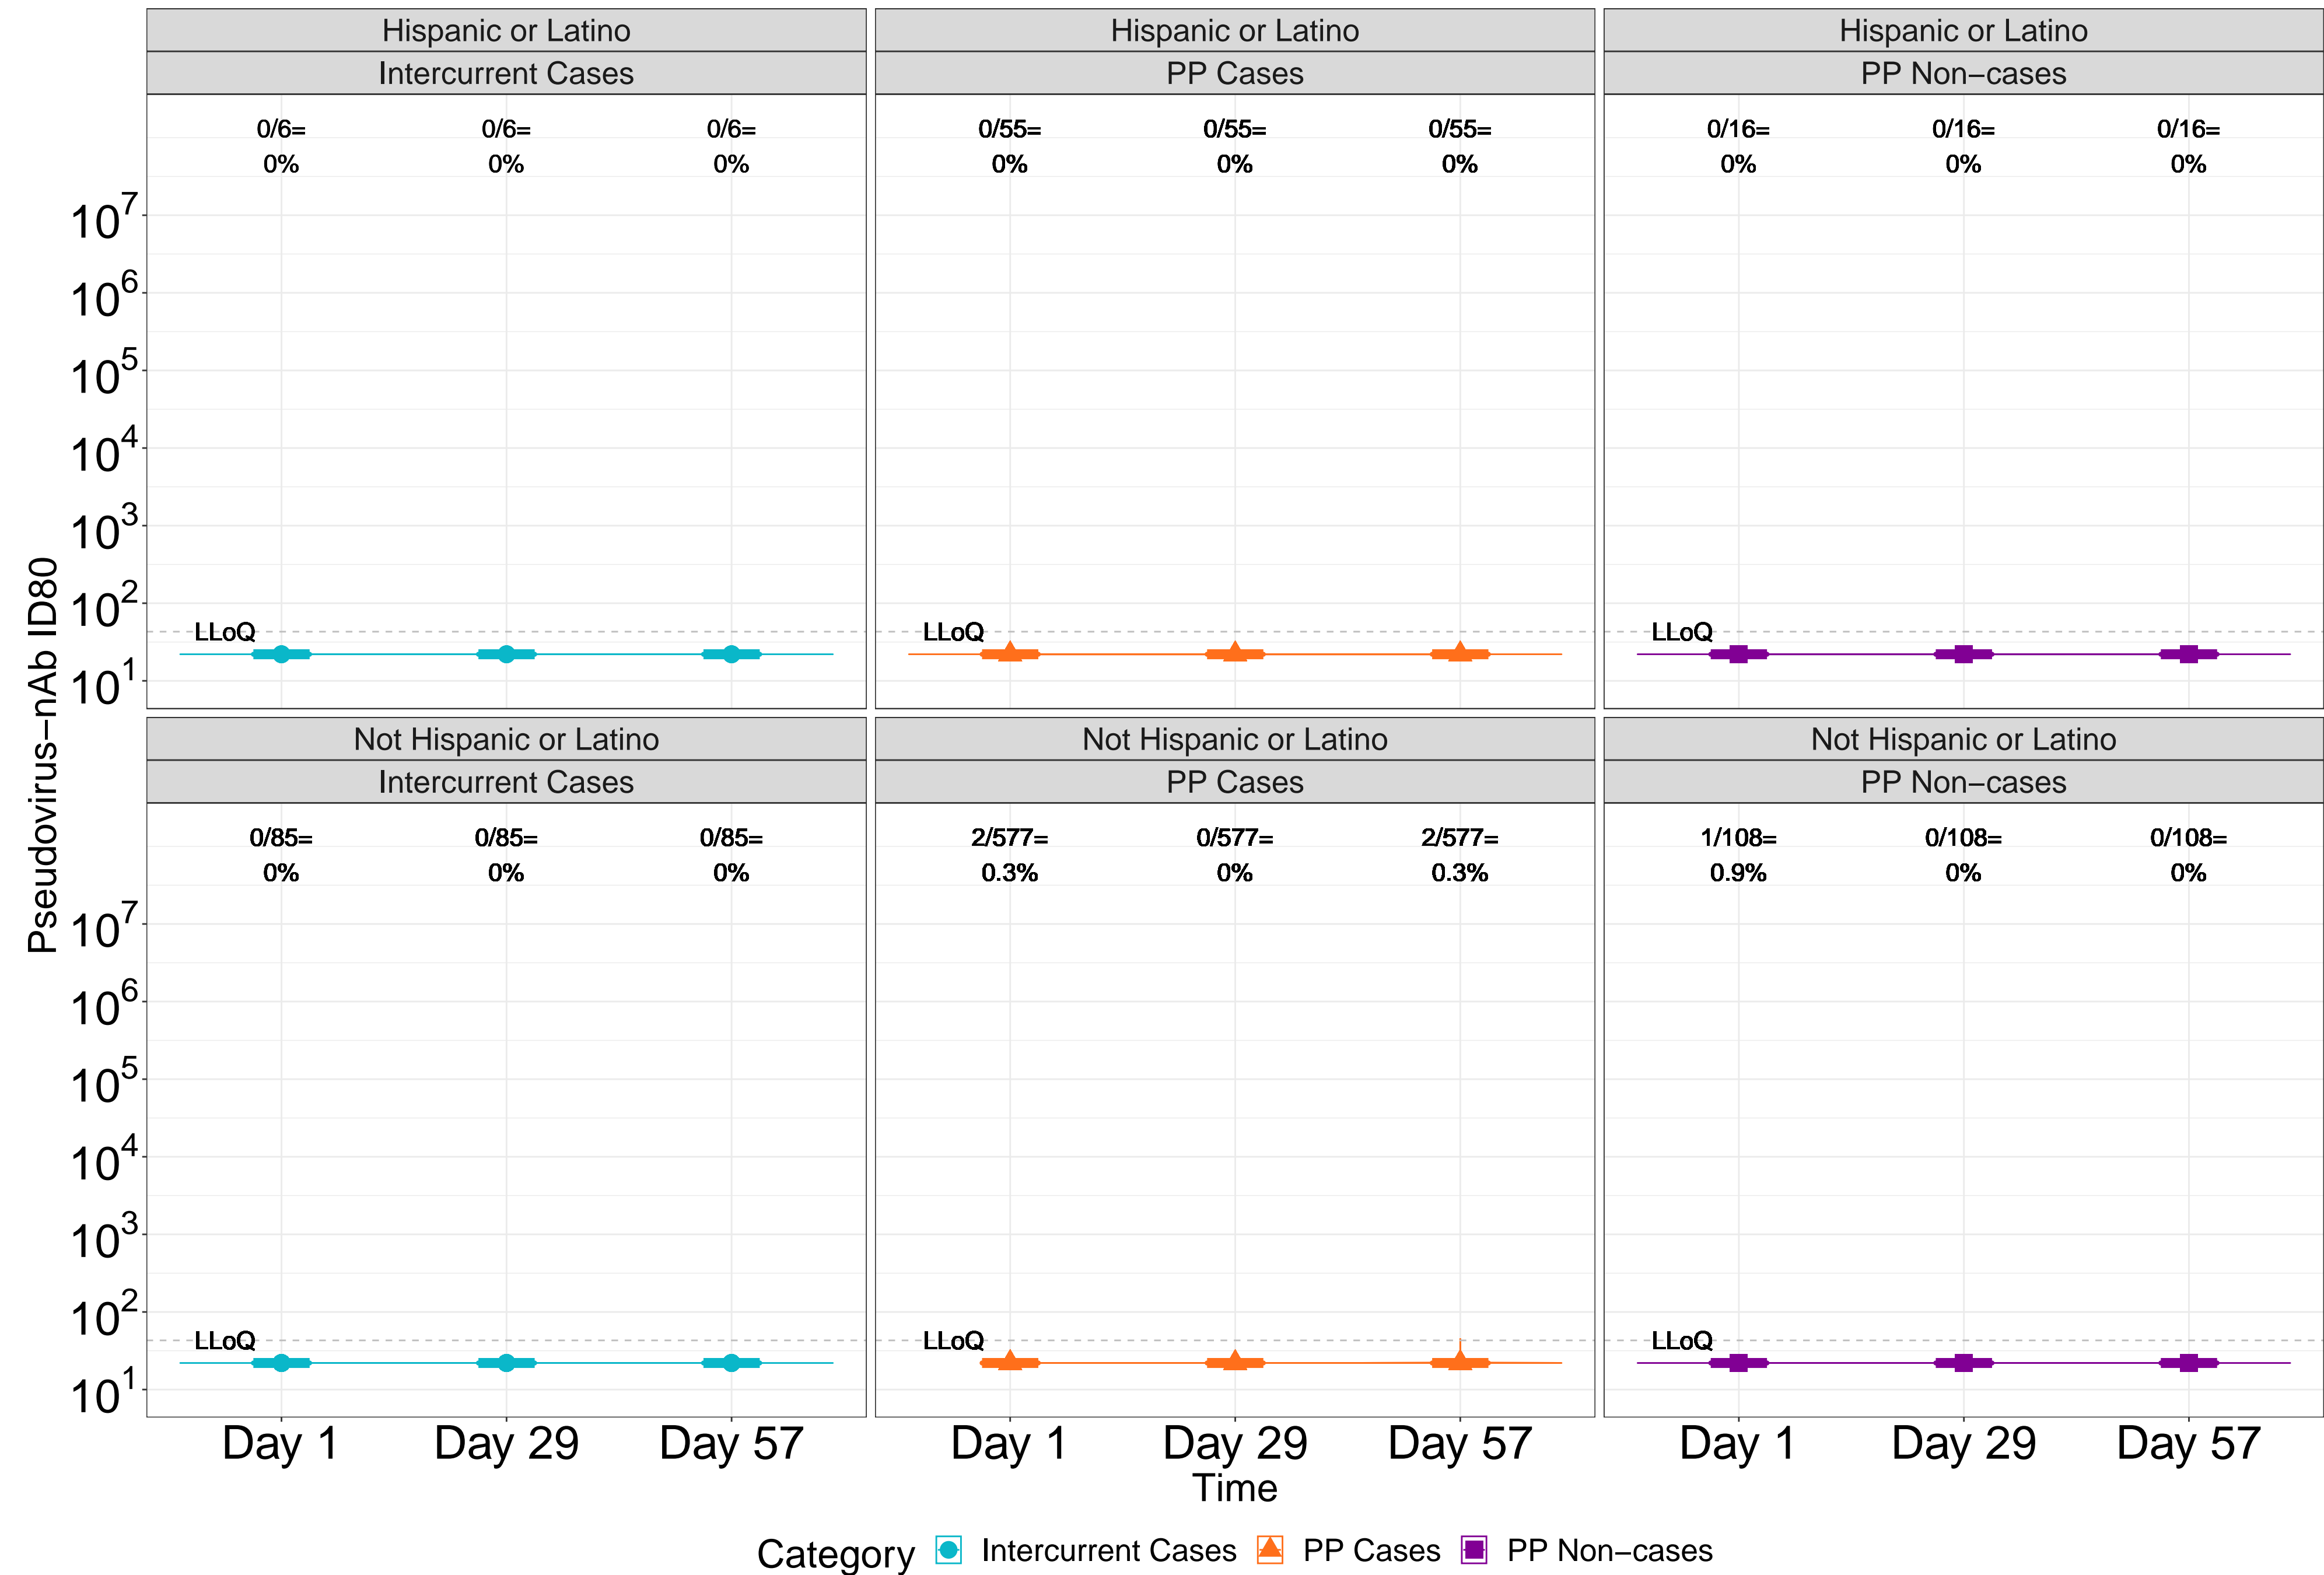 Hispanic or Latino
Hispanic or Latino
Hispanic or Latino
Intercurrent Cases
PP Cases
PP Non−cases
0/6=
0%
0/6=
0%
0/6=
0%
0/55=
0%
0/55=
0%
0/55=
0%
0/16=
0%
0/16=
0%
0/16=
0%
10^7
10^6
10^5
10^4
10^3
10^2
10^1
LLoQ
LLoQ
LLoQ
Pseudovirus−nAb ID80
Not Hispanic or Latino
Not Hispanic or Latino
Not Hispanic or Latino
Intercurrent Cases
PP Cases
PP Non−cases
0/85=
0%
0/85=
0%
0/85=
0%
2/577=
0.3%
0/577=
0%
2/577=
0.3%
1/108=
0.9%
0/108=
0%
0/108=
0%
10^7
10^6
10^5
10^4
10^3
10^2
10^1
LLoQ
LLoQ
LLoQ
Day 1 Day 29 Day 57
Day 1 Day 29 Day 57
Day 1 Day 29 Day 57
Time
Category Intercurrent Cases PP Cases PP Non−cases